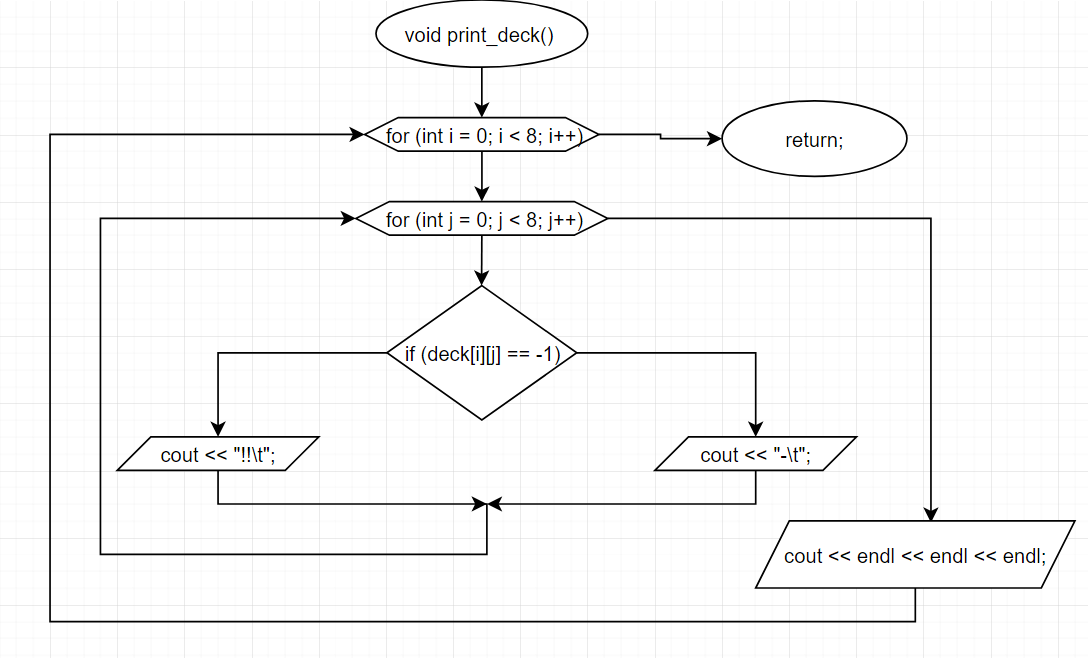 void print_deck()
for (int i = 0; i < 8; i++)
return;
for (int j = 0; j < 8; j++)
if (deck[i][j] == -1)
cout << "!!\t";
cout << "-\t";
cout << endl << endl << endl;